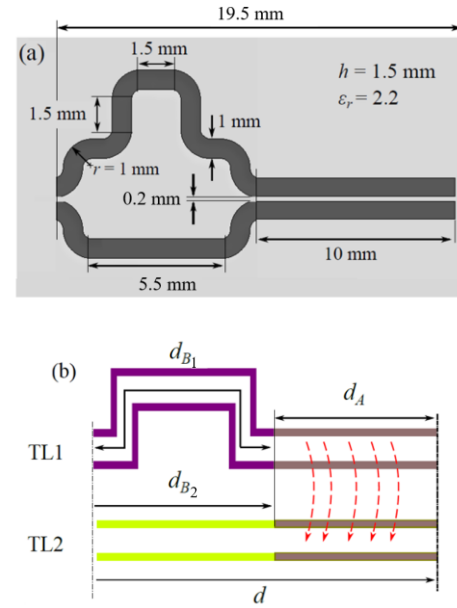 19.5 mm
(a)
1.5 mm
h = 1.5 mm
εr = 2.2
1.5 mm
1 mm
r = 1 mm
0.2 mm
10 mm
5.5 mm
(b)
dB1
dA
TL1
dB2
TL2
d